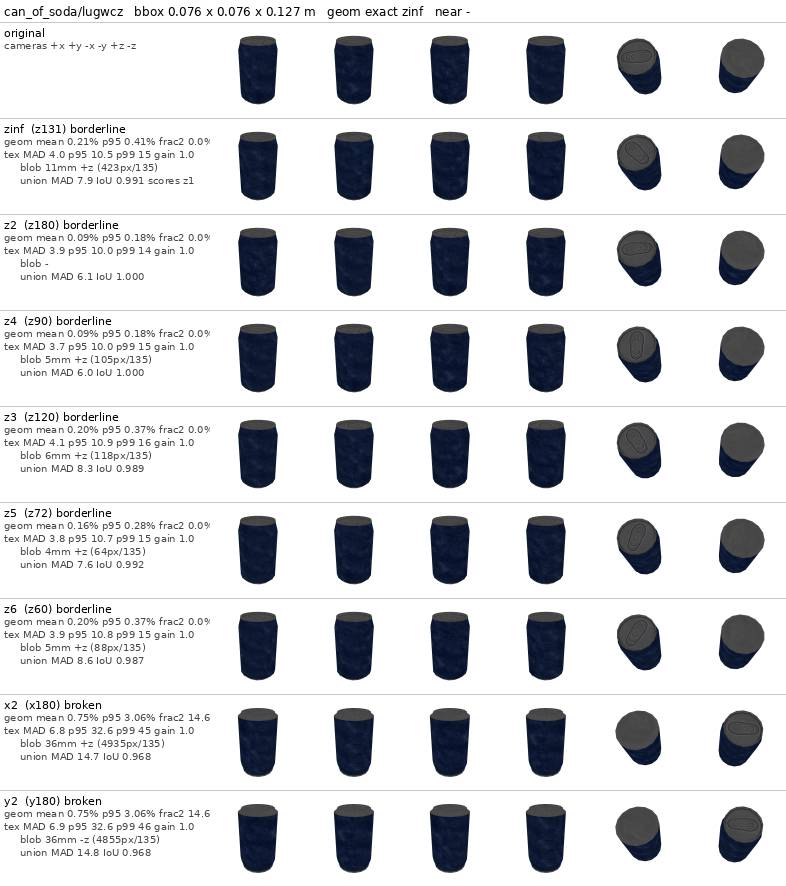 can_of_soda/lugwcz bbox 0.076 x 0.076 x 0.127 m geom exact zinf near -
original
cameras +x +y -x -y +z -z
zinf (z131) borderline
geom mean 0.21% p95 0.41% frac2 0.0%
tex MAD 4.0 p95 10.5 p99 15 gain 1.0
blob 11mm +z (423px/135)
union MAD 7.9 IoU 0.991 scores z1
z2 (z180) borderline
geom mean 0.09% p95 0.18% frac2 0.0%
tex MAD 3.9 p95 10.0 p99 14 gain 1.0
blob -
union MAD 6.1 IoU 1.000
z4 (z90) borderline
geom mean 0.09% p95 0.18% frac2 0.0%
tex MAD 3.7 p95 10.0 p99 15 gain 1.0
blob 5mm +z (105px/135)
union MAD 6.0 IoU 1.000
z3 (z120) borderline
geom mean 0.20% p95 0.37% frac2 0.0%
tex MAD 4.1 p95 10.9 p99 16 gain 1.0
blob 6mm +z (118px/135)
union MAD 8.3 IoU 0.989
z5 (z72) borderline
geom mean 0.16% p95 0.28% frac2 0.0%
tex MAD 3.8 p95 10.7 p99 15 gain 1.0
blob 4mm +z (64px/135)
union MAD 7.6 IoU 0.992
z6 (z60) borderline
geom mean 0.20% p95 0.37% frac2 0.0%
tex MAD 3.9 p95 10.8 p99 15 gain 1.0
blob 5mm +z (88px/135)
union MAD 8.6 IoU 0.987
x2 (x180) broken
geom mean 0.75% p95 3.06% frac2 14.6
tex MAD 6.8 p95 32.6 p99 45 gain 1.0
blob 36mm +z (4935px/135)
union MAD 14.7 IoU 0.968
y2 (y180) broken
geom mean 0.75% p95 3.06% frac2 14.6
tex MAD 6.9 p95 32.6 p99 46 gain 1.0
blob 36mm -z (4855px/135)
union MAD 14.8 IoU 0.968